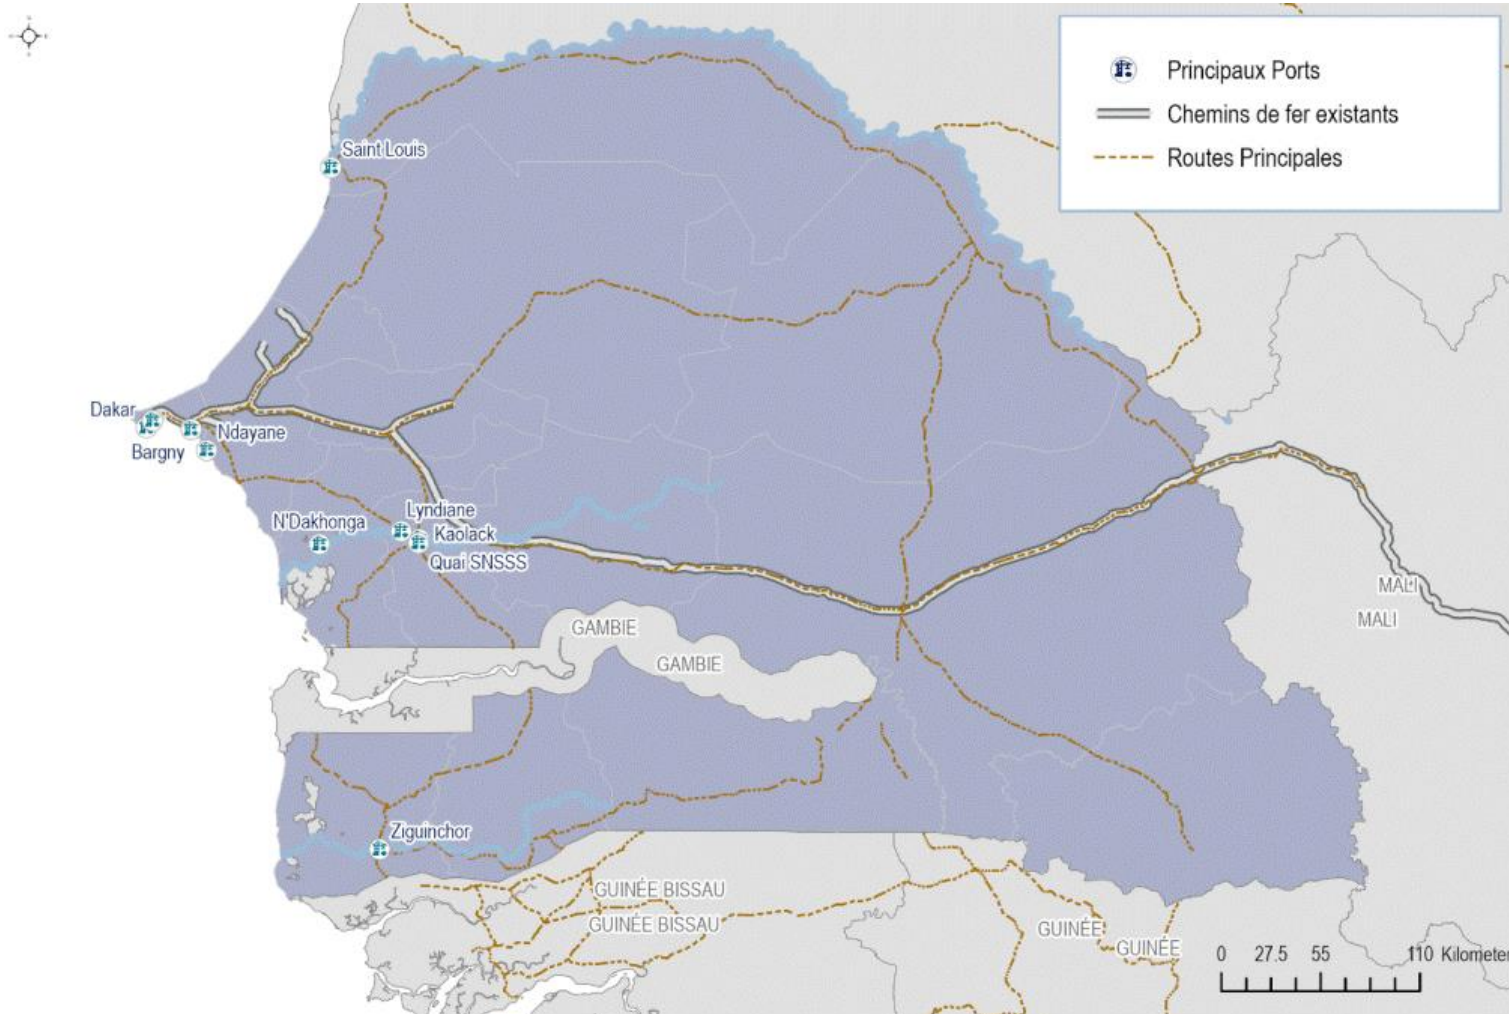 Principaux Ports
Chemins de fer existants
Routes Principales
Saint Louis
Dakar
Ndayane
Bargny
Lyndiane
N'Dakhonga
Kaolack
Quai SNSSS
MALI
MALI
GAMBIE
GAMBIE
Ziguinchor
GUINÉE BISSAU
GUINÉE BISSAU
GUINÉE
GUINÉE
0 27.5 55 110 Kilometer